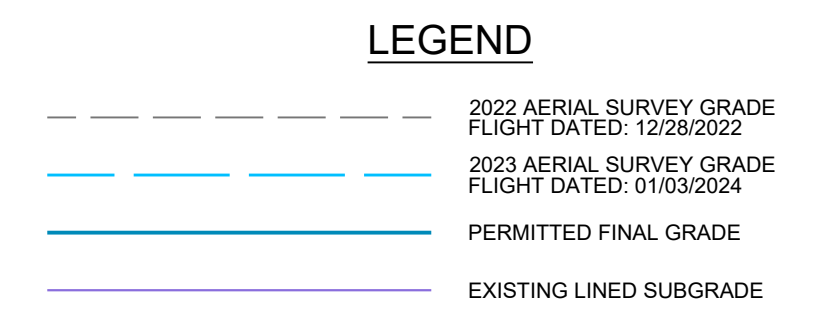 LEGEND
2022 AERIAL SURVEY GRADE
FLIGHT DATED: 12/28/2022
2023 AERIAL SURVEY GRADE
FLIGHT DATED: 01/03/2024
PERMITTED FINAL GRADE
EXISTING LINED SUBGRADE